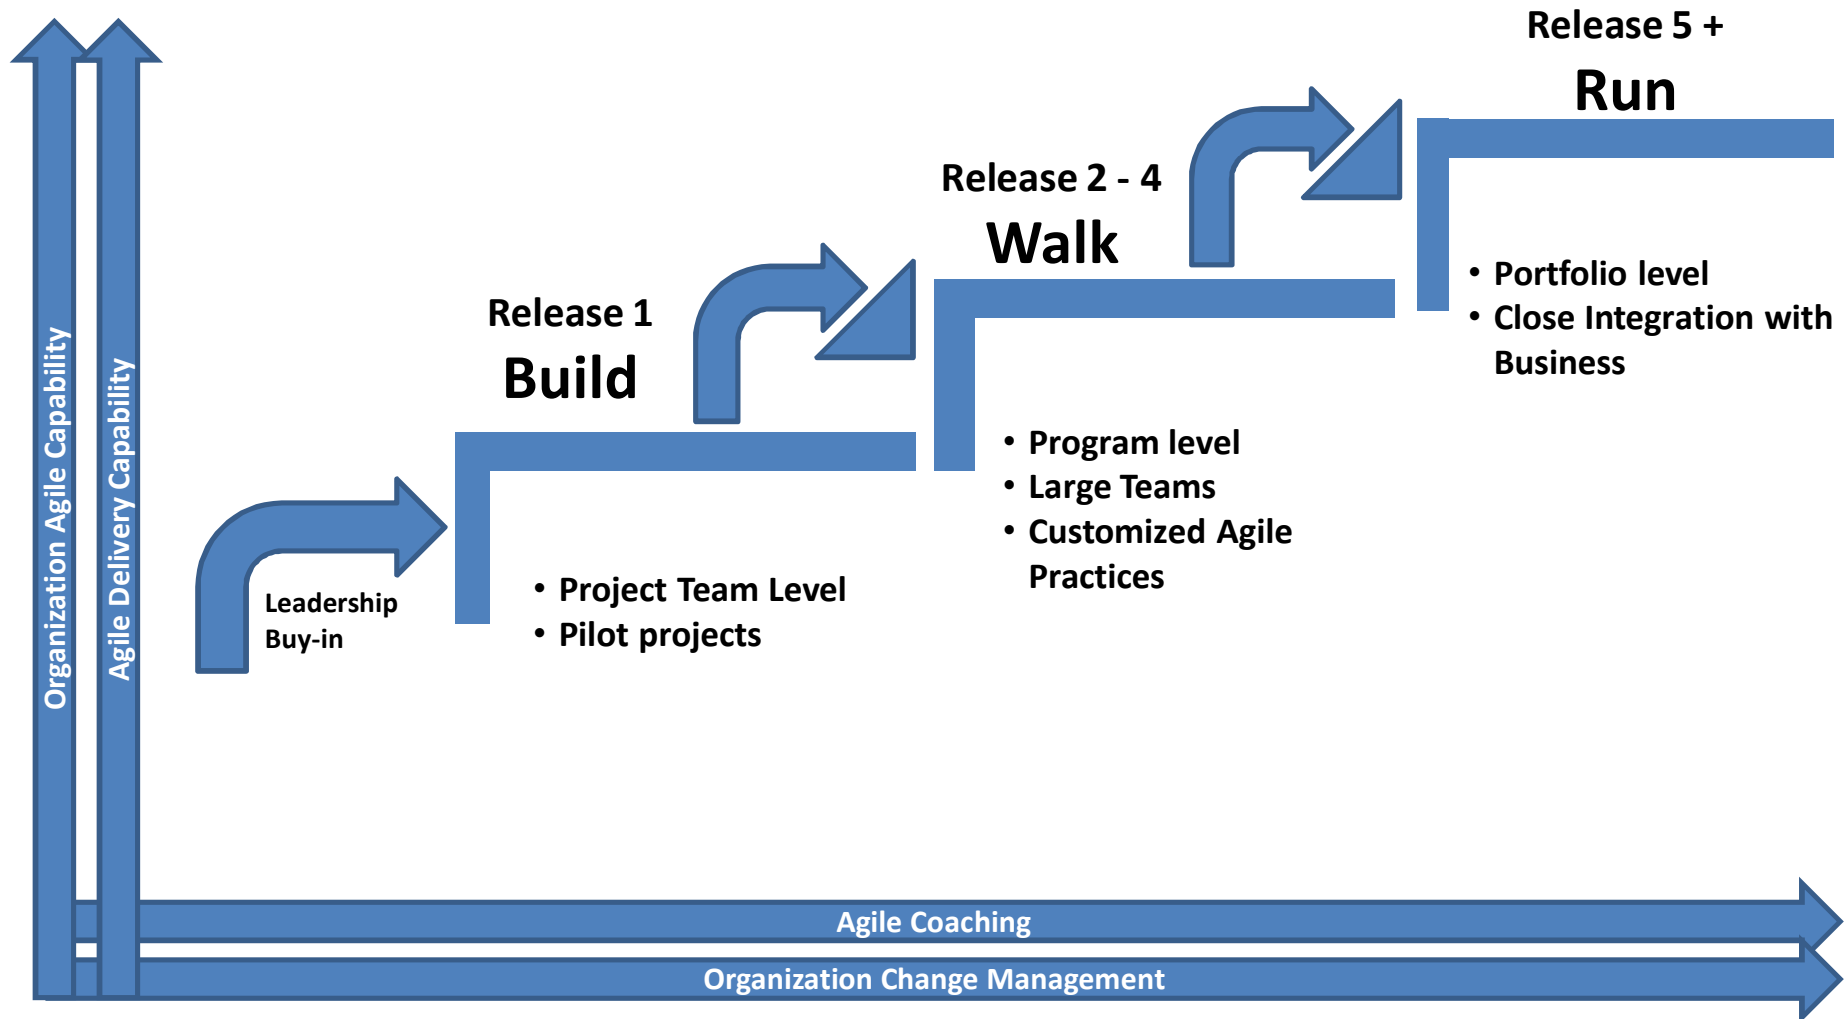 Release 5 +
Run
Release 2 - 4
Walk
• Portfolio level
• Close Integration with
Business
Release 1
Build
• Program level
• Large Teams
• Customized Agile
Practices
Leadership
Buy-in
• Project Team Level
• Pilot projects
Organization Agile Capability
Agile Delivery Capability
Agile Coaching
Organization Change Management